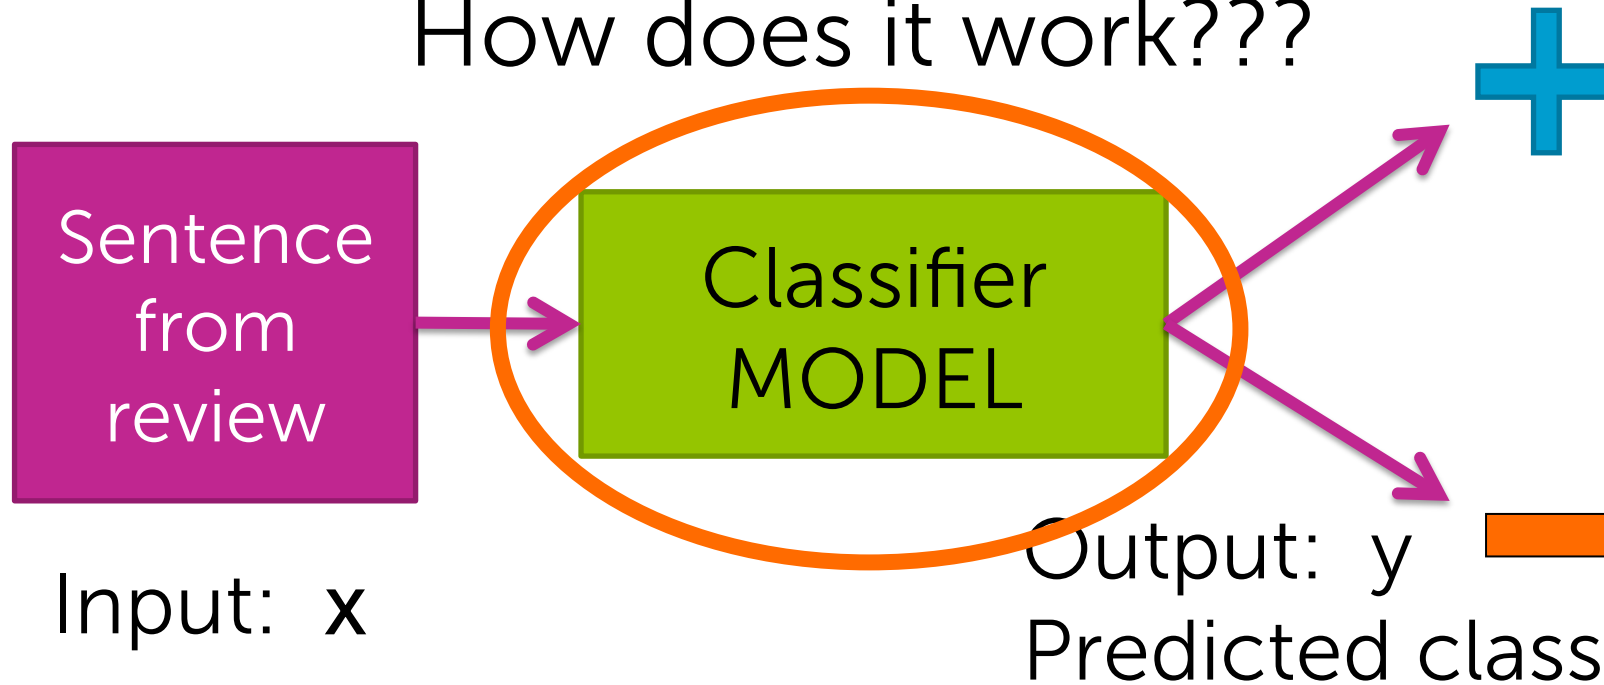 How does it work???
Sentence
from
review
Classifier
MODEL
Input: x
Output: y
Predicted class